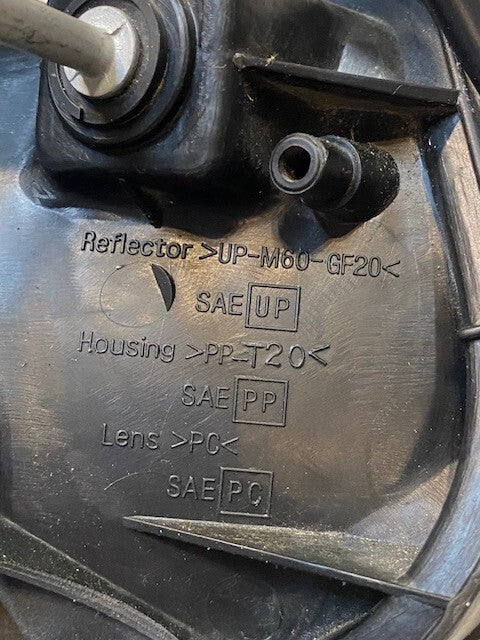 Reflector >UP-M60-GF20<
SAE UP
Housing >PP-T20<
SAE PP
Lens >PC<
SAE PC